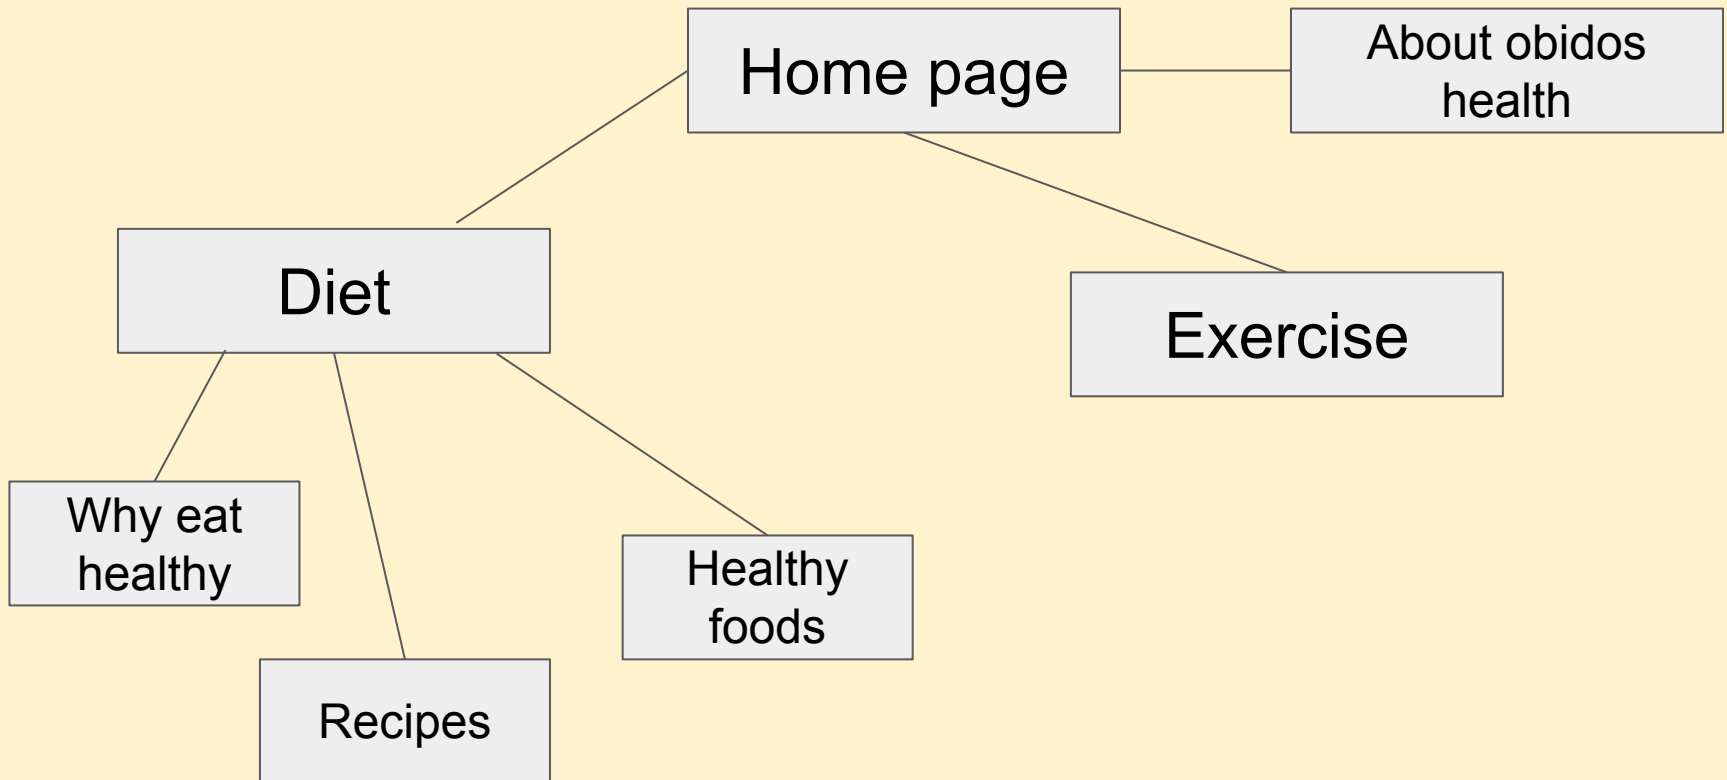 Home page
About obidos
health
Diet
Exercise
Why eat
healthy
Healthy
foods
Recipes